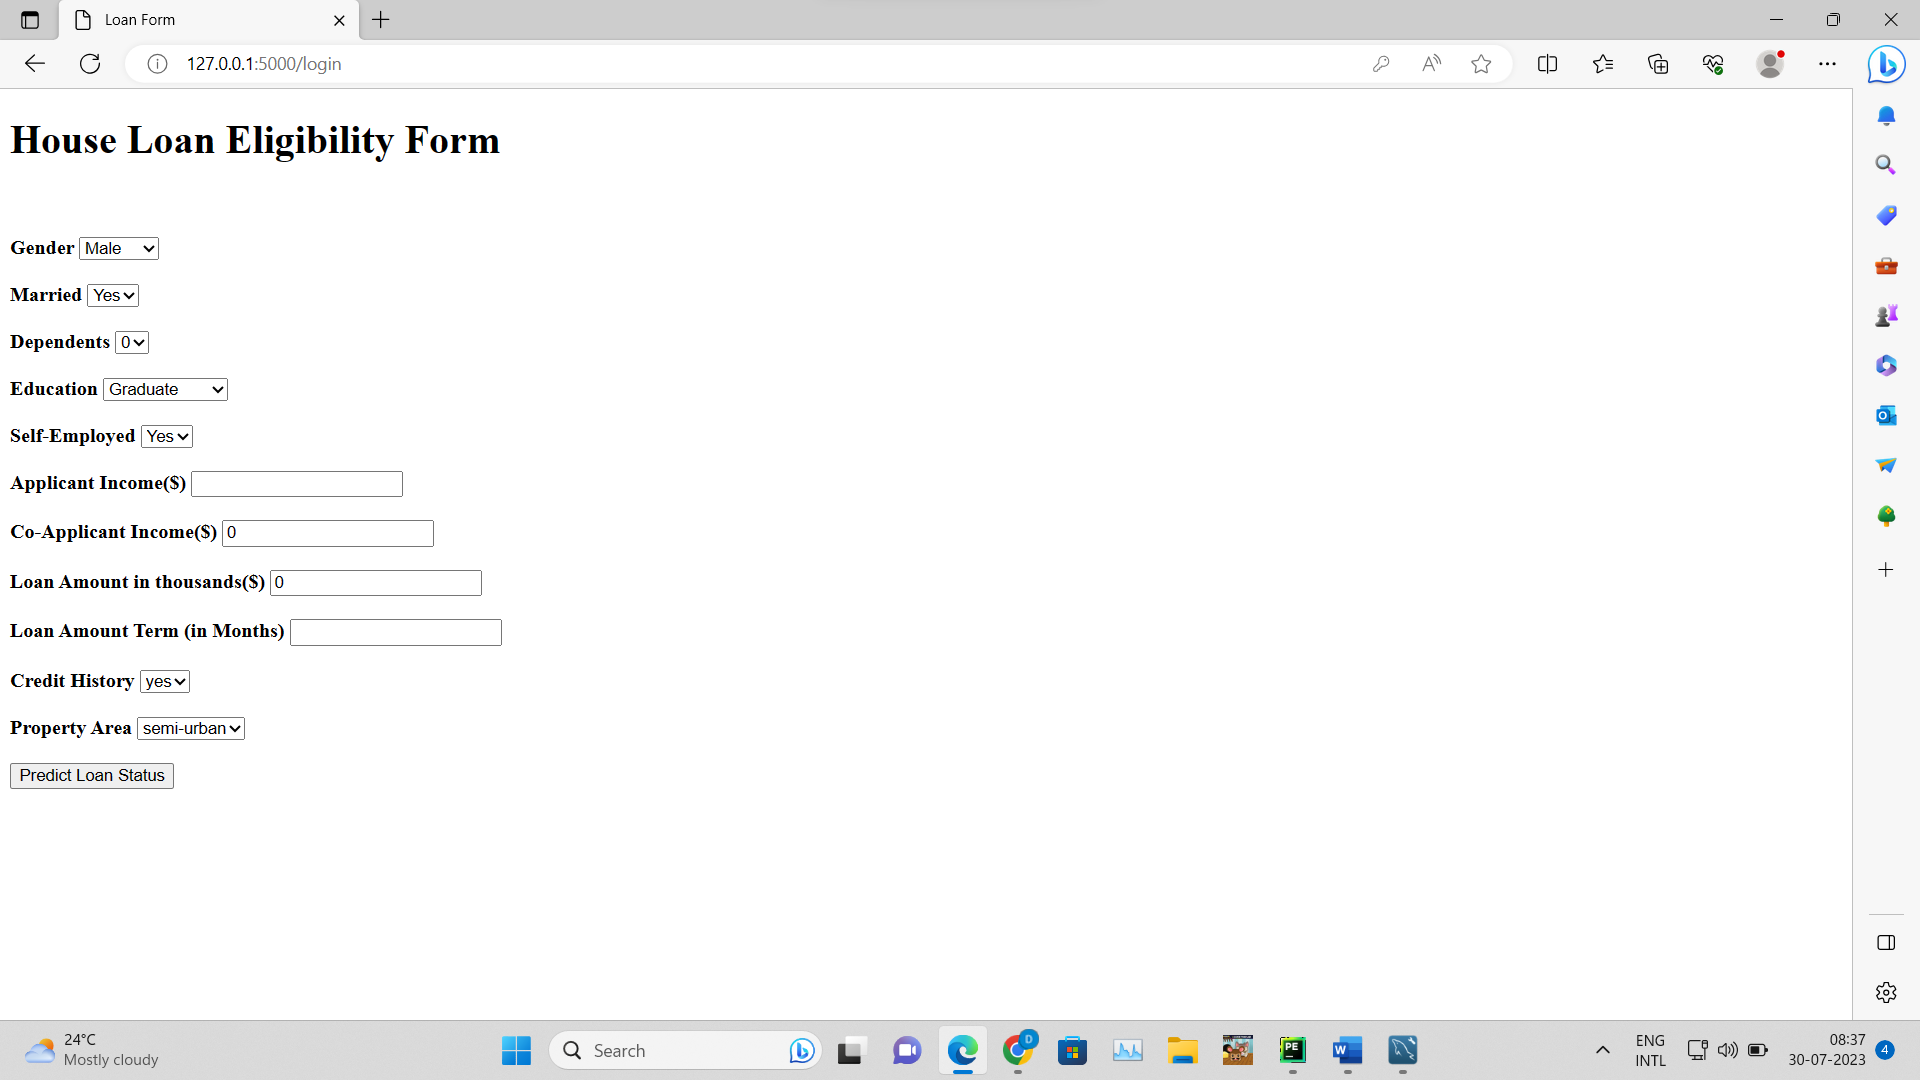 Loan Form
127.0.0.1:5000/login
House Loan Eligibility Form
Gender Male
Married Yes
Dependents 0
Education Graduate
Self-Employed Yes
Applicant Income($)
Co-Applicant Income($) 0
Loan Amount in thousands($) 0
Loan Amount Term (in Months)
Credit History yes
Property Area semi-urban
Predict Loan Status
24°C
Mostly cloudy
Search
D
PE
W
ENG
INTL
08:37
30-07-2023
4